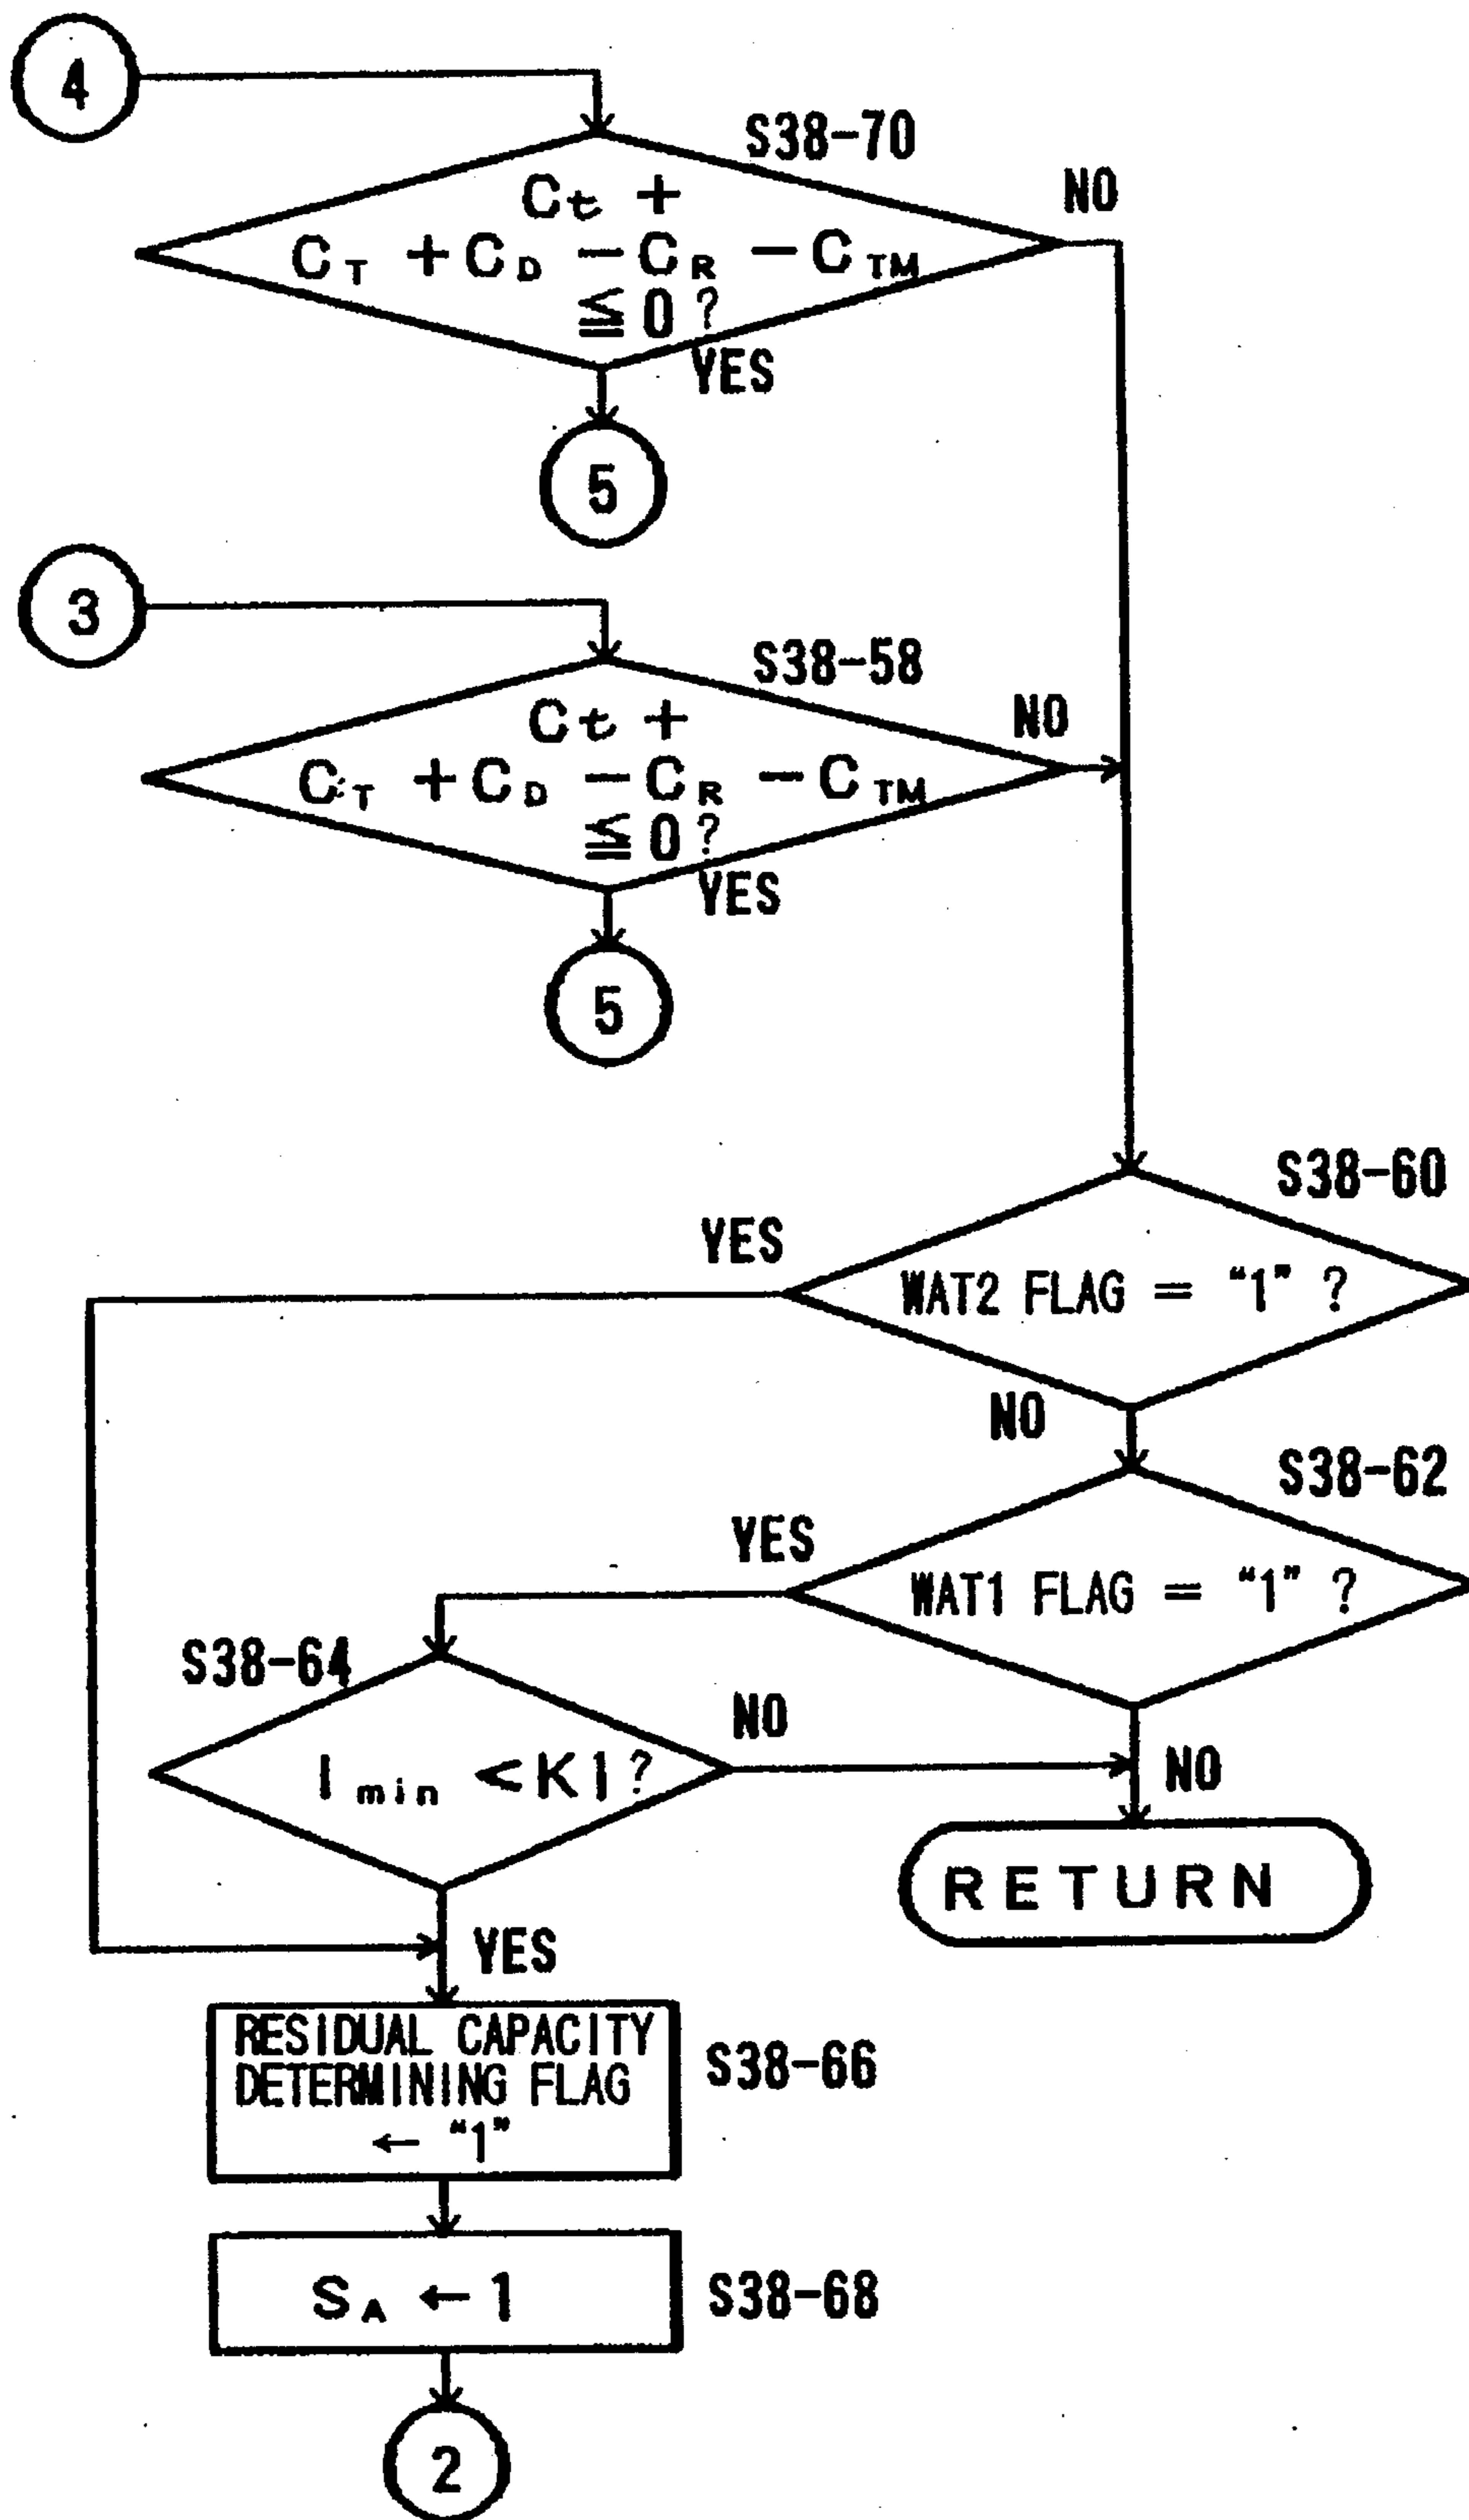 4
S38-70
NO
Ct +
CT + CD − CR − CTM
≦ 0 ?
YES
5
3
S38-58
NO
Ct +
CT + CD − CR − CTM
≦ 0 ?
YES
5
S38-60
YES
WAT2 FLAG = “1” ?
NO
S38-62
YES
WAT1 FLAG = “1” ?
S38-64
NO
Imin < K1 ?
NO
RETURN
YES
RESIDUAL CAPACITY
DETERMINING FLAG
← “1”
S38-66
SA ← 1
S38-68
2